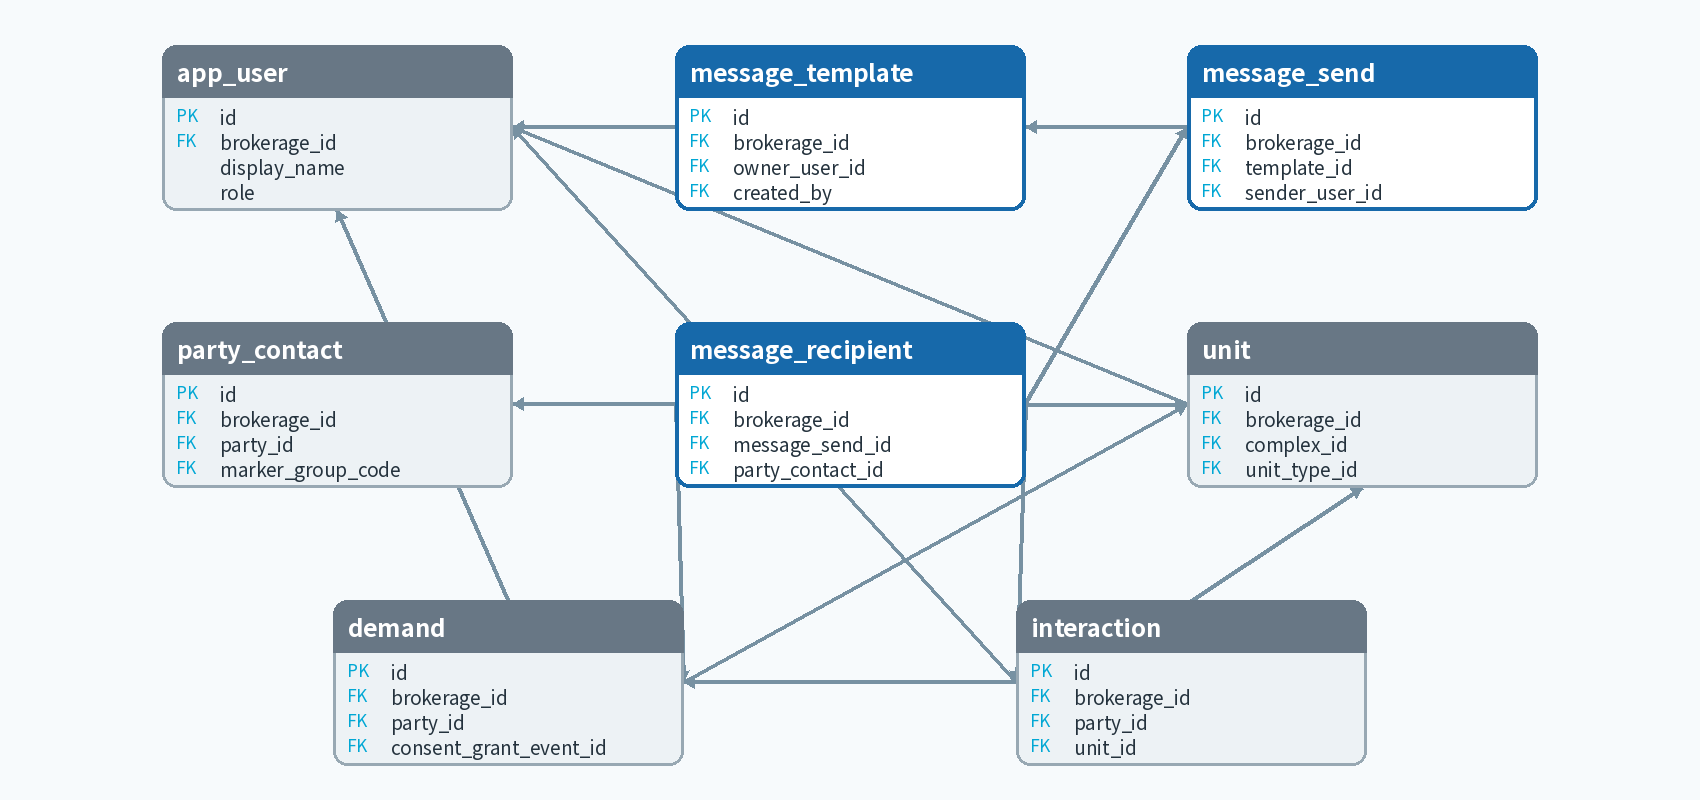 app_user
PK id
FK brokerage_id
display_name
role
message_template
PK id
FK brokerage_id
FK owner_user_id
FK created_by
message_send
PK id
FK brokerage_id
FK template_id
FK sender_user_id
party_contact
PK id
FK brokerage_id
FK party_id
FK marker_group_code
message_recipient
PK id
FK brokerage_id
FK message_send_id
FK party_contact_id
unit
PK id
FK brokerage_id
FK complex_id
FK unit_type_id
demand
PK id
FK brokerage_id
FK party_id
FK consent_grant_event_id
interaction
PK id
FK brokerage_id
FK party_id
FK unit_id